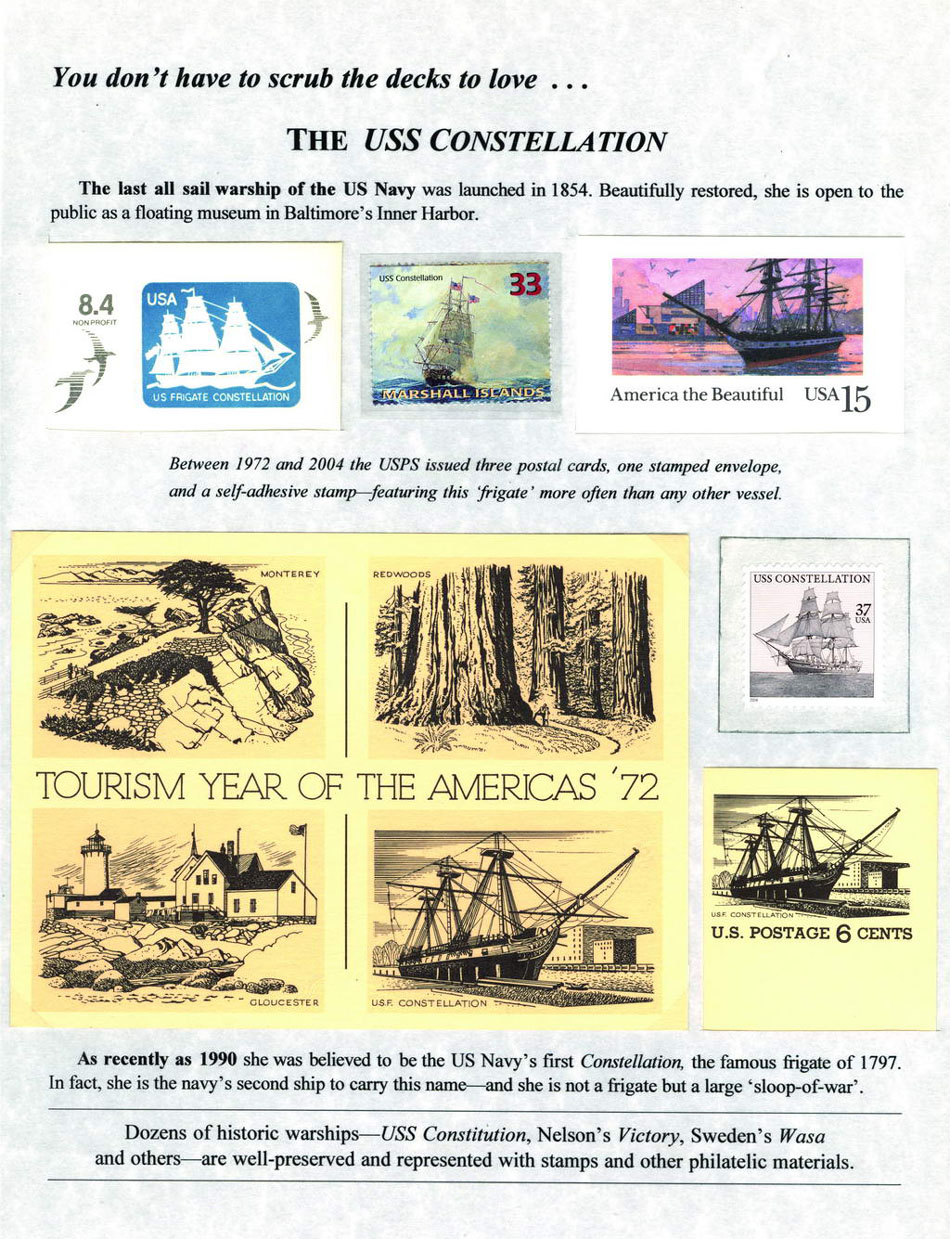 You don't have to scrub the decks to love . . .
THE USS CONSTELLATION
The last all sail warship of the US Navy was launched in 1854. Beautifully restored, she is open to the
public as a floating museum in Baltimore's Inner Harbor.
8.4
NONPROFIT
USA
US FRIGATE CONSTELLATION
USS Constellation
33
MARSHALL ISLANDS
America the Beautiful USA 15
Between 1972 and 2004 the USPS issued three postal cards, one stamped envelope,
and a self-adhesive stamp—featuring this 'frigate' more often than any other vessel.
MONTEREY
REDWOODS
TOURISM YEAR OF THE AMERICAS '72
GLOUCESTER
U.S.F. CONSTELLATION
USS CONSTELLATION
37
USA
U.S.F. CONSTELLATION
U.S. POSTAGE 6 CENTS
As recently as 1990 she was believed to be the US Navy's first Constellation, the famous frigate of 1797.
In fact, she is the navy's second ship to carry this name—and she is not a frigate but a large 'sloop-of-war'.
Dozens of historic warships—USS Constitution, Nelson's Victory, Sweden's Wasa
and others—are well-preserved and represented with stamps and other philatelic materials.